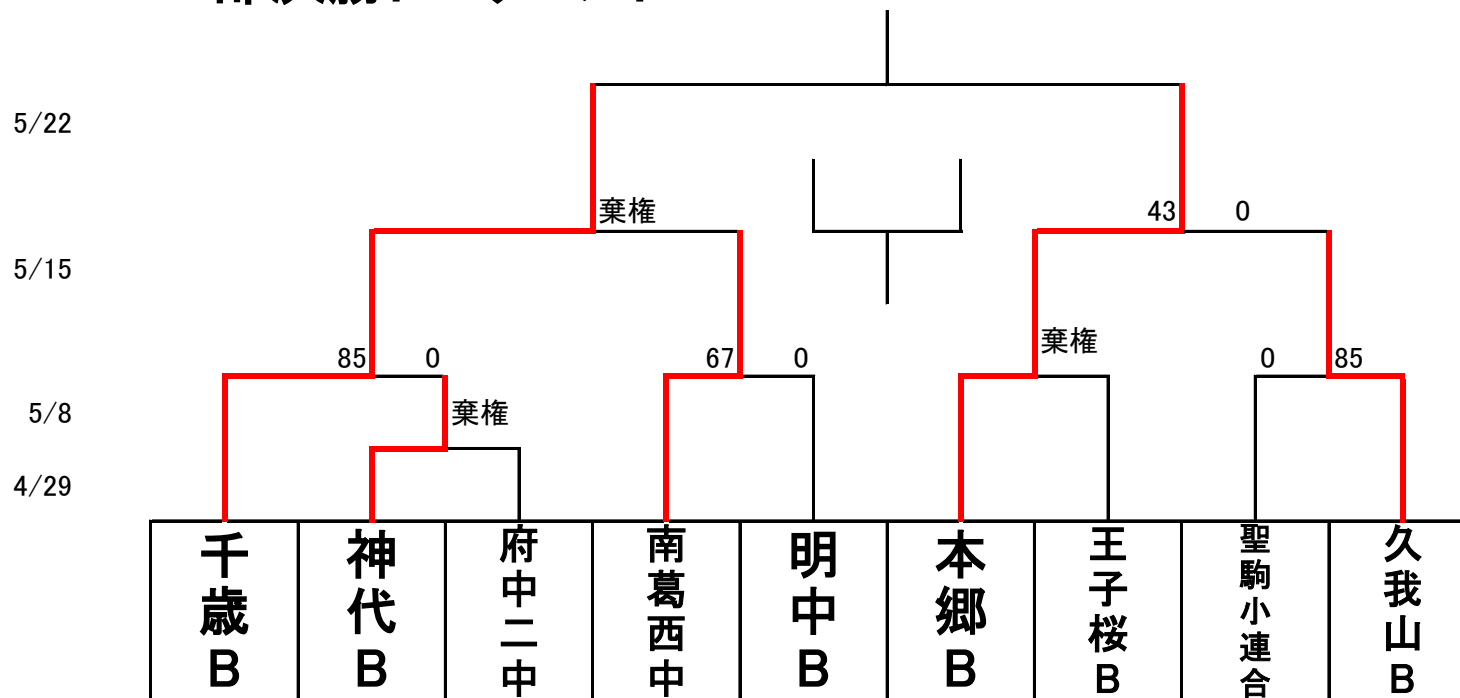 5/22
棄権
43 0
5/15
85 0
67 0
棄権
0 85
5/8
棄権
4/29
千歳B
神代B
府中二中
南葛西中
明中B
本郷B
王子桜B
聖駒小連合
久我山B